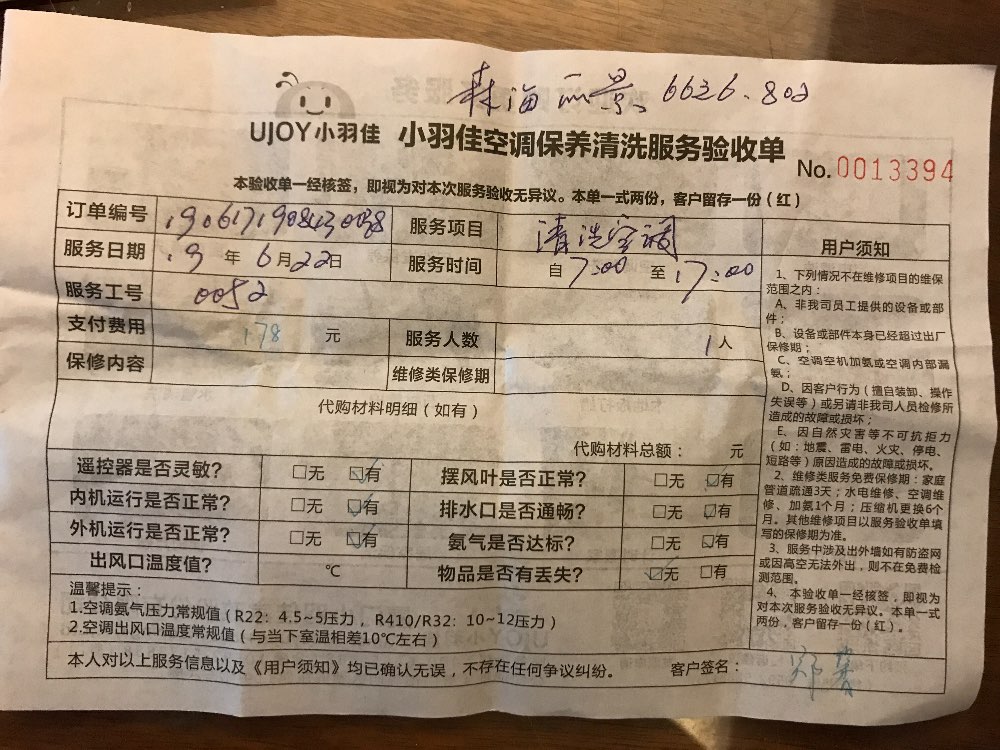 森海丽景 6626.802
UJOY小羽佳 小羽佳空调保养清洗服务验收单
No.0013394
本验收单一经核签，即视为对本次服务验收无异议。本单一式两份，客户留存一份（红）
订单编号 服务项目 清洗空调
服务日期 19 年 6月22日 服务时间 自 7:00 至 17:00
服务工号 0052
支付费用 178 元 服务人数 1 人
保修内容 维修类保修期
代购材料明细（如有）
代购材料总额： 元
遥控器是否灵敏? □无 ☑有 摆风叶是否正常? □无 ☑有
内机运行是否正常? □无 ☑有 排水口是否通畅? □无 ☑有
外机运行是否正常? □无 ☑有 氨气是否达标? □无 ☑有
出风口温度值? ℃ 物品是否有丢失? ☑无 □有
温馨提示：
1.空调氨气压力常规值（R22：4.5~5压力，R410/R32：10~12压力）
2.空调出风口温度常规值（与当下室温相差10℃左右）
本人对以上服务信息以及《用户须知》均已确认无误，不存在任何争议纠纷。 客户签名：
用户须知
1、下列情况不在维修项目的维保
范围之内：
A、非我司员工提供的设备或部
件；
B、设备或部件本身已经超过出厂
保修期；
C、空调空机加氨或空调内部漏
氨；
D、因客户行为（擅自装卸、操作
失误等）或另请非我司人员检修所
造成的故障或损坏；
E、因自然灾害等不可抗拒力
（如：地震、雷电、火灾、停电、
短路等）原因造成的故障或损坏。
2、维修类服务免费保修期：家庭
管道疏通3天；水电维修、空调维
修、加氨1个月；压缩机更换6个
月。其他维修项目以服务验收单填
写的保修期为准。
3、服务中涉及出外墙如有防盗网
或因高空无法外出，则不在免费检
测范围。
4、本验收单一经核签，即视为
对本次服务验收无异议。本单一式
两份，客户留存一份（红）。